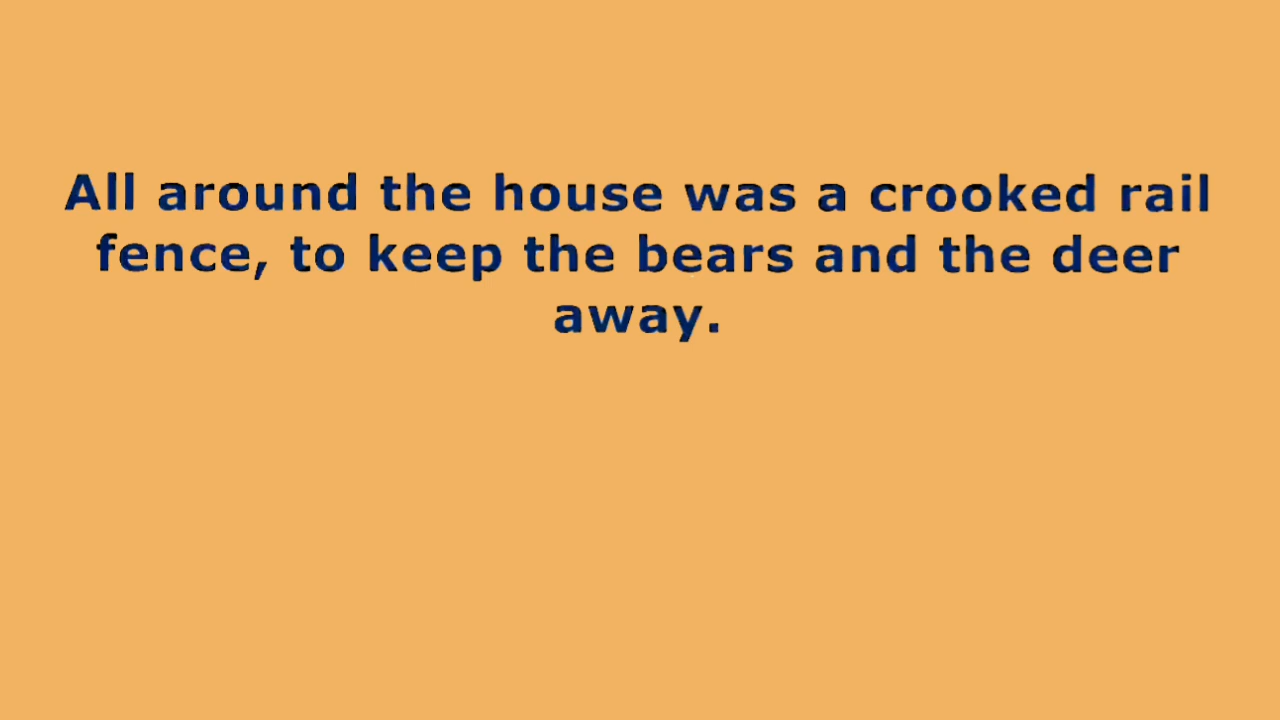 All around the house was a crooked rail
fence, to keep the bears and the deer
away.